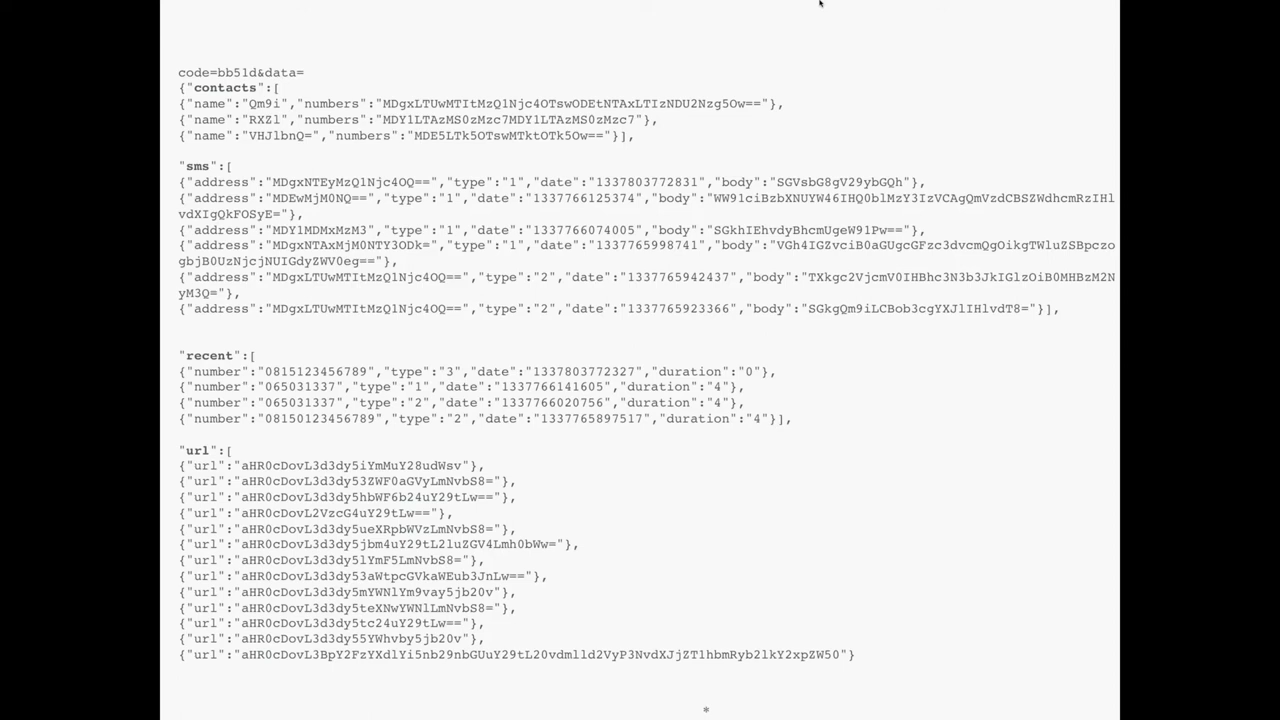 code=bb51d&data=
{"contacts":[
{"name":"Qm9i","numbers":"MDgxLTUwMTItMzQ1Njc4OTswODEtNTAxLTIzNDU2Nzg5Ow=="},
{"name":"RXZl","numbers":"MDY1LTAzMS0zMzc7MDY1LTAzMS0zMzc7"},
{"name":"VHJlbnQ=","numbers":"MDE5LTk5OTswMTktOTk5Ow=="}],
"sms":[
{"address":"MDgxNTEyMzQ1Njc4OQ==","type":"1","date":"1337803772831","body":"SGVsbG8gV29ybGQh"},
{"address":"MDEwMjM0NQ==","type":"1","date":"1337766125374","body":"WW91ciBzbXNUYW46IHQ0blMzY3IzVCAgQmVzdCBSZWdhcmRzIHl
vdXIgQkFOSyE="},
{"address":"MDY1MDMxMzM3","type":"1","date":"1337766074005","body":"SGkhIEhvdyBhcmUgeW91Pw=="},
{"address":"MDgxNTAxMjM0NTY3ODk=","type":"1","date":"1337765998741","body":"VGh4IGZvciB0aGUgcGFzc3dvcmQgOikgTWluZSBpczo
gbjB0UzNjcjNUIGdyZWV0eg=="},
{"address":"MDgxLTUwMTItMzQ1Njc4OQ==","type":"2","date":"1337765942437","body":"TXkgc2VjcmV0IHBhc3N3b3JkIGlzOiB0MHBzM2N
yM3Q="},
{"address":"MDgxLTUwMTItMzQ1Njc4OQ==","type":"2","date":"1337765923366","body":"SGkgQm9iLCBob3cgYXJlIHlvdT8="}],
"recent":[
{"number":"0815123456789","type":"3","date":"1337803772327","duration":"0"},
{"number":"065031337","type":"1","date":"1337766141605","duration":"4"},
{"number":"065031337","type":"2","date":"1337766020756","duration":"4"},
{"number":"08150123456789","type":"2","date":"1337765897517","duration":"4"}],
"url":[
{"url":"aHR0cDovL3d3dy5iYmMuY28udWsv"},
{"url":"aHR0cDovL3d3dy53ZWF0aGVyLmNvbS8="},
{"url":"aHR0cDovL3d3dy5hbWF6b24uY29tLw=="},
{"url":"aHR0cDovL2VzcG4uY29tLw=="},
{"url":"aHR0cDovL3d3dy5ueXRpbWVzLmNvbS8="},
{"url":"aHR0cDovL3d3dy5jbm4uY29tL2luZGV4Lmh0bWw="},
{"url":"aHR0cDovL3d3dy5lYmF5LmNvbS8="},
{"url":"aHR0cDovL3d3dy53aWtpcGVkaWEub3JnLw=="},
{"url":"aHR0cDovL3d3dy5mYWNlYm9vay5jb20v"},
{"url":"aHR0cDovL3d3dy5teXNwYWNlLmNvbS8="},
{"url":"aHR0cDovL3d3dy5tc24uY29tLw=="},
{"url":"aHR0cDovL3d3dy55YWhvby5jb20v"},
{"url":"aHR0cDovL3BpY2FzYXdlYi5nb29nbGUuY29tL20vdmlld2VyP3NvdXJjZT1hbmRyb2lkY2xpZW50"}
*